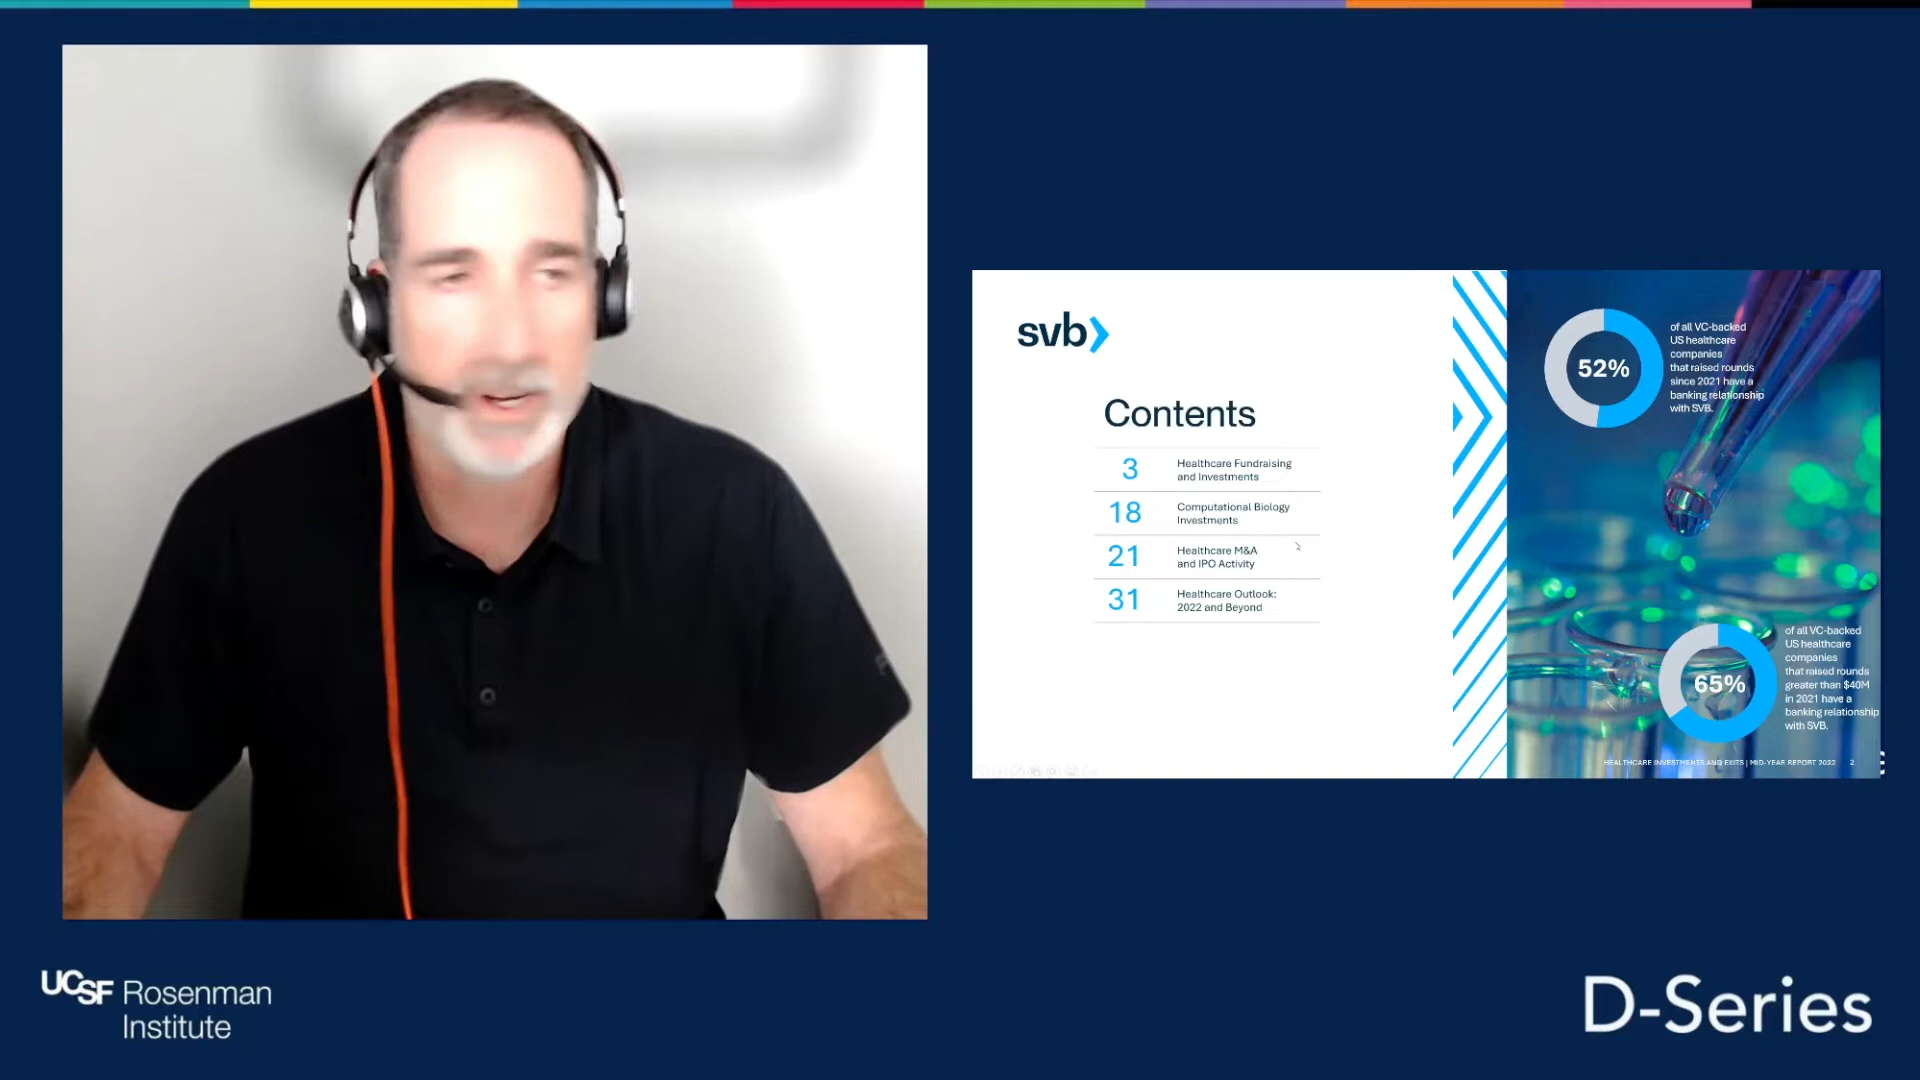 svb
Contents
3
Healthcare Fundraising
and Investments
18
Computational Biology
Investments
21
Healthcare M&A
and IPO Activity
31
Healthcare Outlook:
2022 and Beyond
52%
of all VC-backed
US healthcare
companies
that raised rounds
since 2021 have a
banking relationship
with SVB.
65%
of all VC-backed
US healthcare
companies
that raised rounds
greater than $40M
in 2021 have a
banking relationship
with SVB.
HEALTHCARE INVESTMENTS AND EXITS | MID-YEAR REPORT 2022 2
UCSF Rosenman
Institute
D-Series